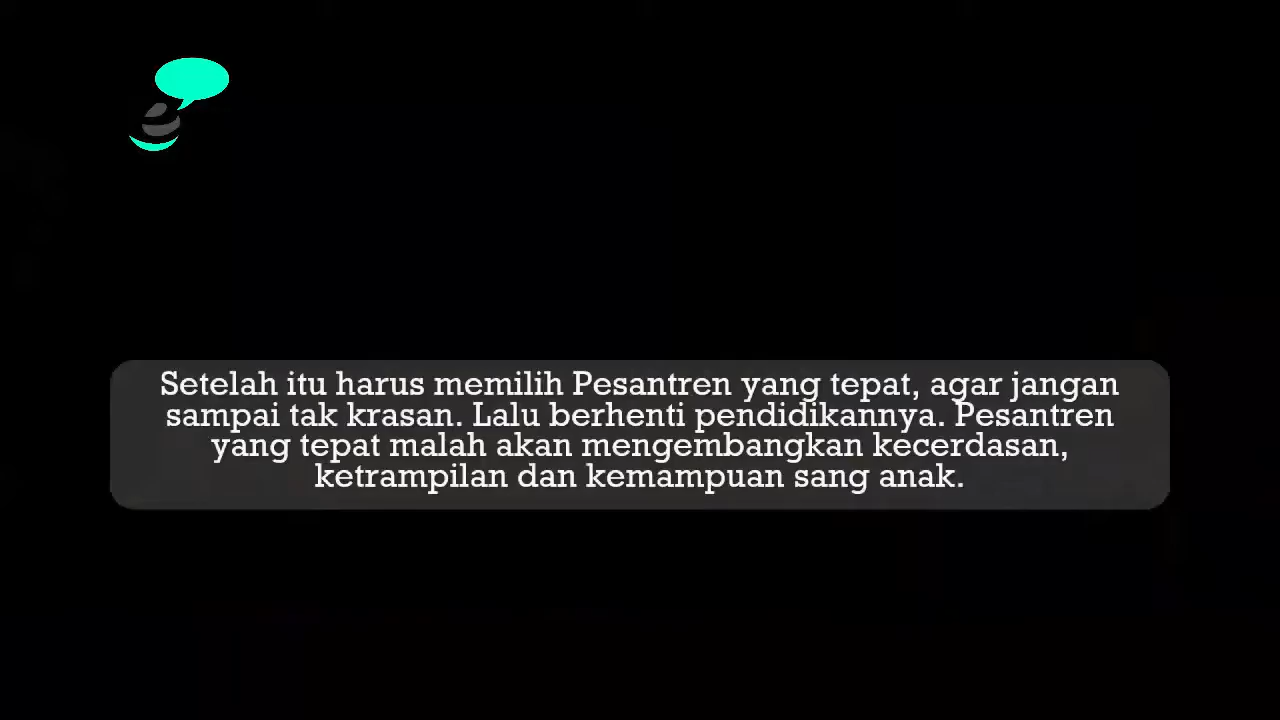 Setelah itu harus memilih Pesantren yang tepat, agar jangan
sampai tak krasan. Lalu berhenti pendidikannya. Pesantren
yang tepat malah akan mengembangkan kecerdasan,
ketrampilan dan kemampuan sang anak.